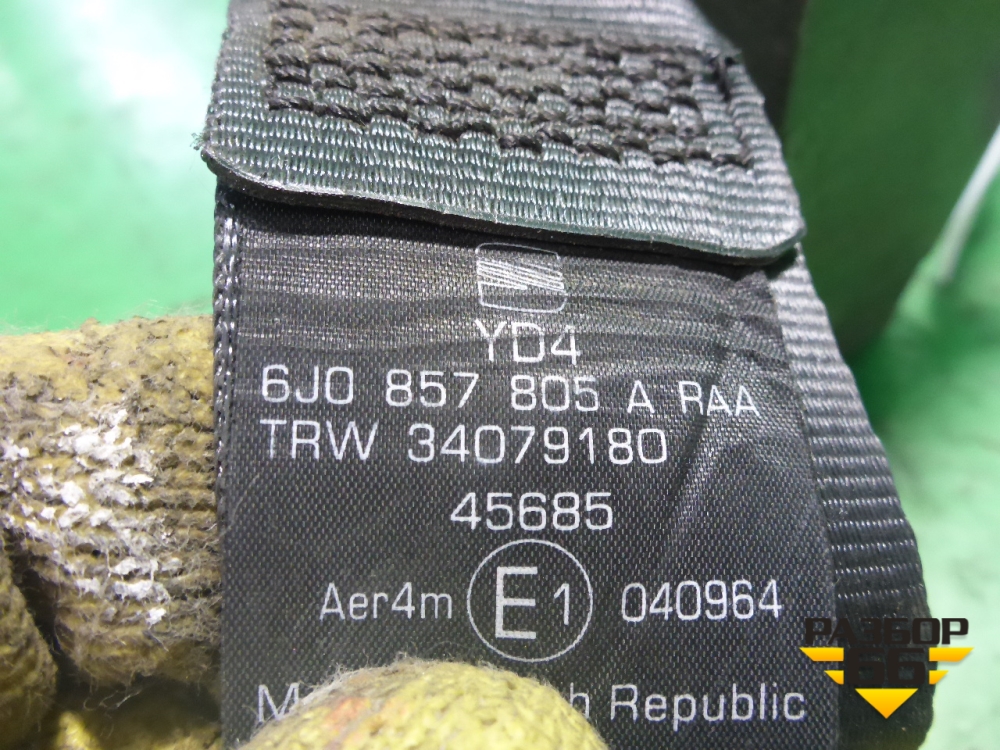 YD4
6J0 857 805 A RAA
TRW 34079180
45685
Aer4m E1 040964
Republic
РАЗБОР
66